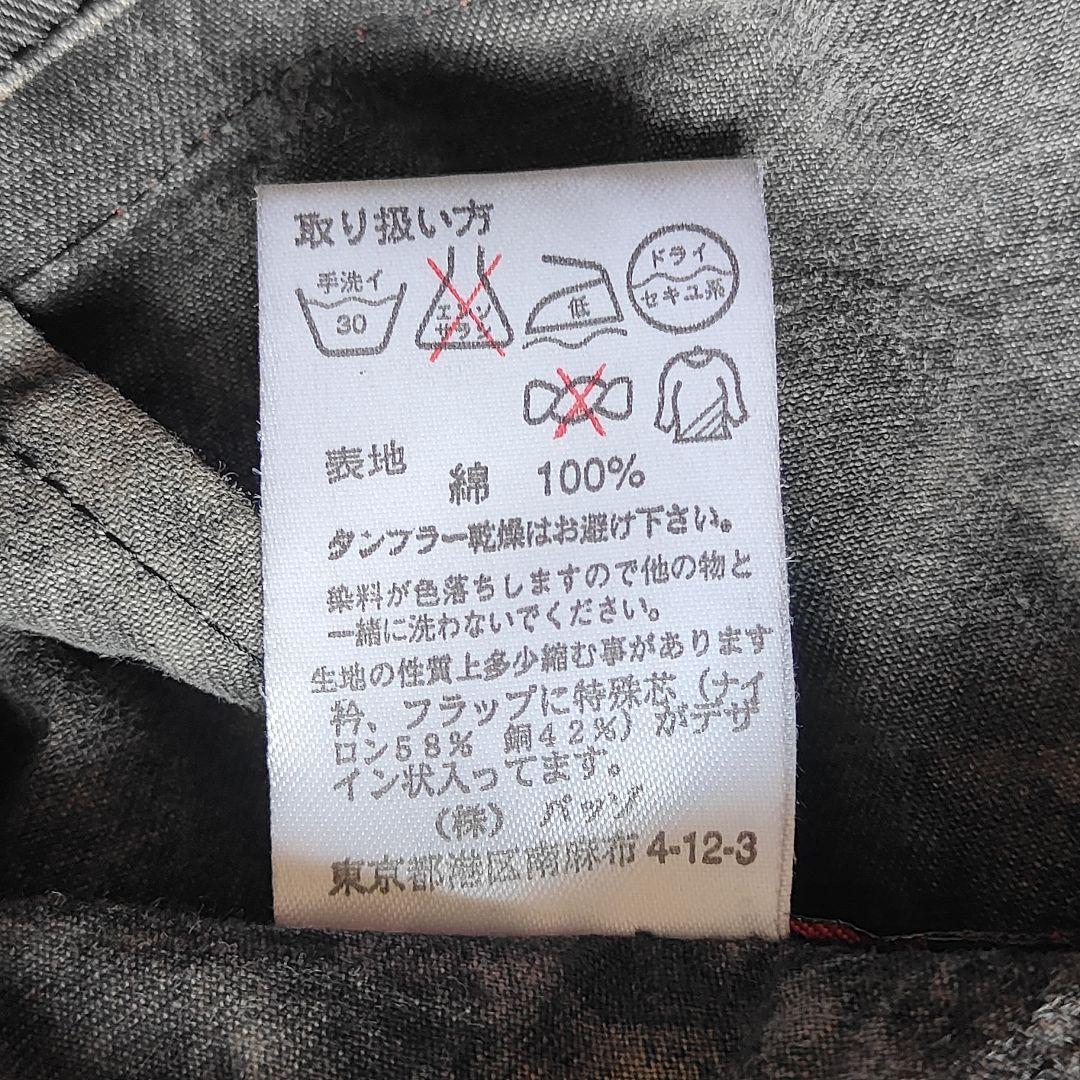 取り扱い方
手洗イ
30
エンソ
サラシ
低
ドライ
セキユ系
表地 綿 100%
タンブラー乾燥はお避け下さい。
染料が色落ちしますので他の物と
一緒に洗わないでください。
生地の性質上多少縮む事があります
衿、フラップに特殊芯(ナイ
ロン58% 銅42%)がデザ
イン状入ってます。
(株) パッゾ
東京都港区南麻布4-12-3